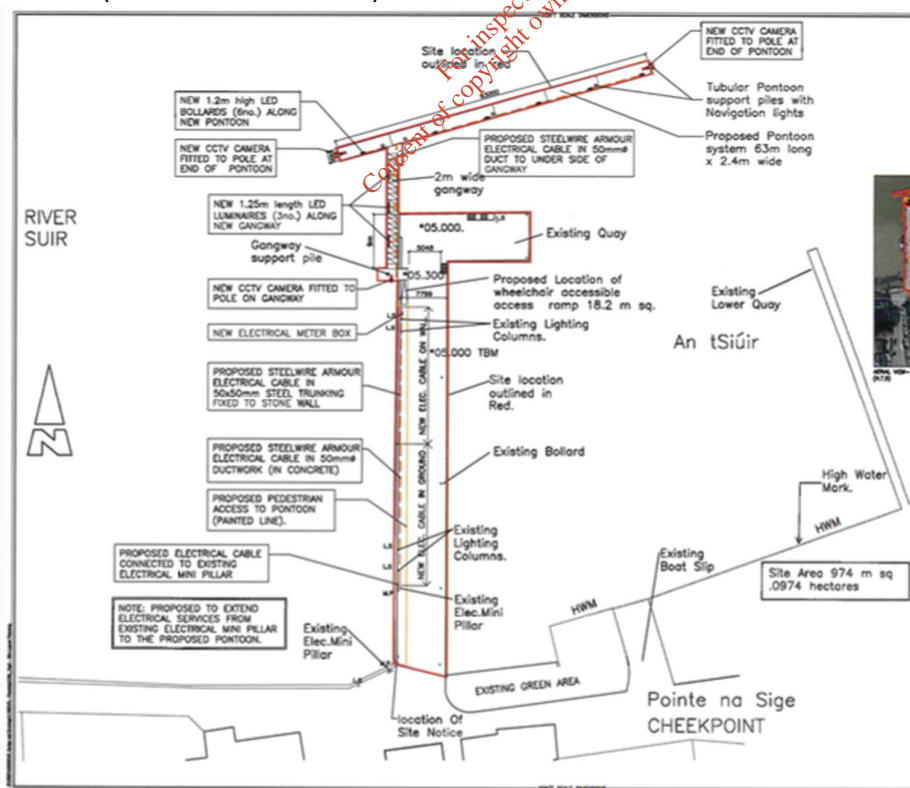 For inspec
Consent of copyright own
NEW CCTV CAMERA
FITTED TO POLE AT
END OF PONTOON
Site location
outlined in red
Tubular Pontoon
support piles with
Navigation lights
NEW 1.2m high LED
BOLLARDS (6no.) ALONG
NEW PONTOON
63000
Proposed Pontoon
system 63m long
x 2.4m wide
NEW CCTV CAMERA
FITTED TO POLE AT
END OF PONTOON
PROPOSED STEELWIRE ARMOUR
ELECTRICAL CABLE IN 50mmø
DUCT TO UNDER SIDE OF
GANGWAY
2m wide
gangway
NEW 1.25m length LED
LUMINAIRES (3no.) ALONG
NEW GANGWAY
RIVER
SUIR
L.S
*05.000.
Existing Quay
Gangway
support pile
5048
*05.300
7799
NEW CCTV CAMERA FITTED TO
POLE ON GANGWAY
Proposed Location of
wheelchair accessible
access ramp 18.2 m sq.
Existing
Lower Quay
NEW ELECTRICAL METER BOX
L.S
L.S
Existing Lighting
Columns.
An tSiúir
*05.000 TBM
PROPOSED STEELWIRE ARMOUR
ELECTRICAL CABLE IN
50x50mm STEEL TRUNKING
FIXED TO STONE WALL
NEW ELEC. CABLE ON WALL
Site location
outlined in
Red.
N
PROPOSED STEELWIRE ARMOUR
ELECTRICAL CABLE IN 50mmø
DUCTWORK (IN CONCRETE)
Existing Bollard
NEW ELEC. CABLE IN GROUND
High Water
Mark.
PROPOSED PEDESTRIAN
ACCESS TO PONTOON
(PAINTED LINE).
HWM
Existing
Lighting
Columns.
L.S
L.S
PROPOSED ELECTRICAL CABLE
CONNECTED TO EXISTING
ELECTRICAL MINI PILLAR
Existing
Boat Slip
Site Area 974 m sq
.0974 hectares
M.P
Existing
Elec.Mini
Pillar
HWM
NOTE: PROPOSED TO EXTEND
ELECTRICAL SERVICES FROM
EXISTING ELECTRICAL MINI PILLAR
TO THE PROPOSED PONTOON.
Existing
Elec.Mini
Pillar
M.P
L.S
EXISTING GREEN AREA
Pointe na Sige
CHEEKPOINT
location Of
Site Notice